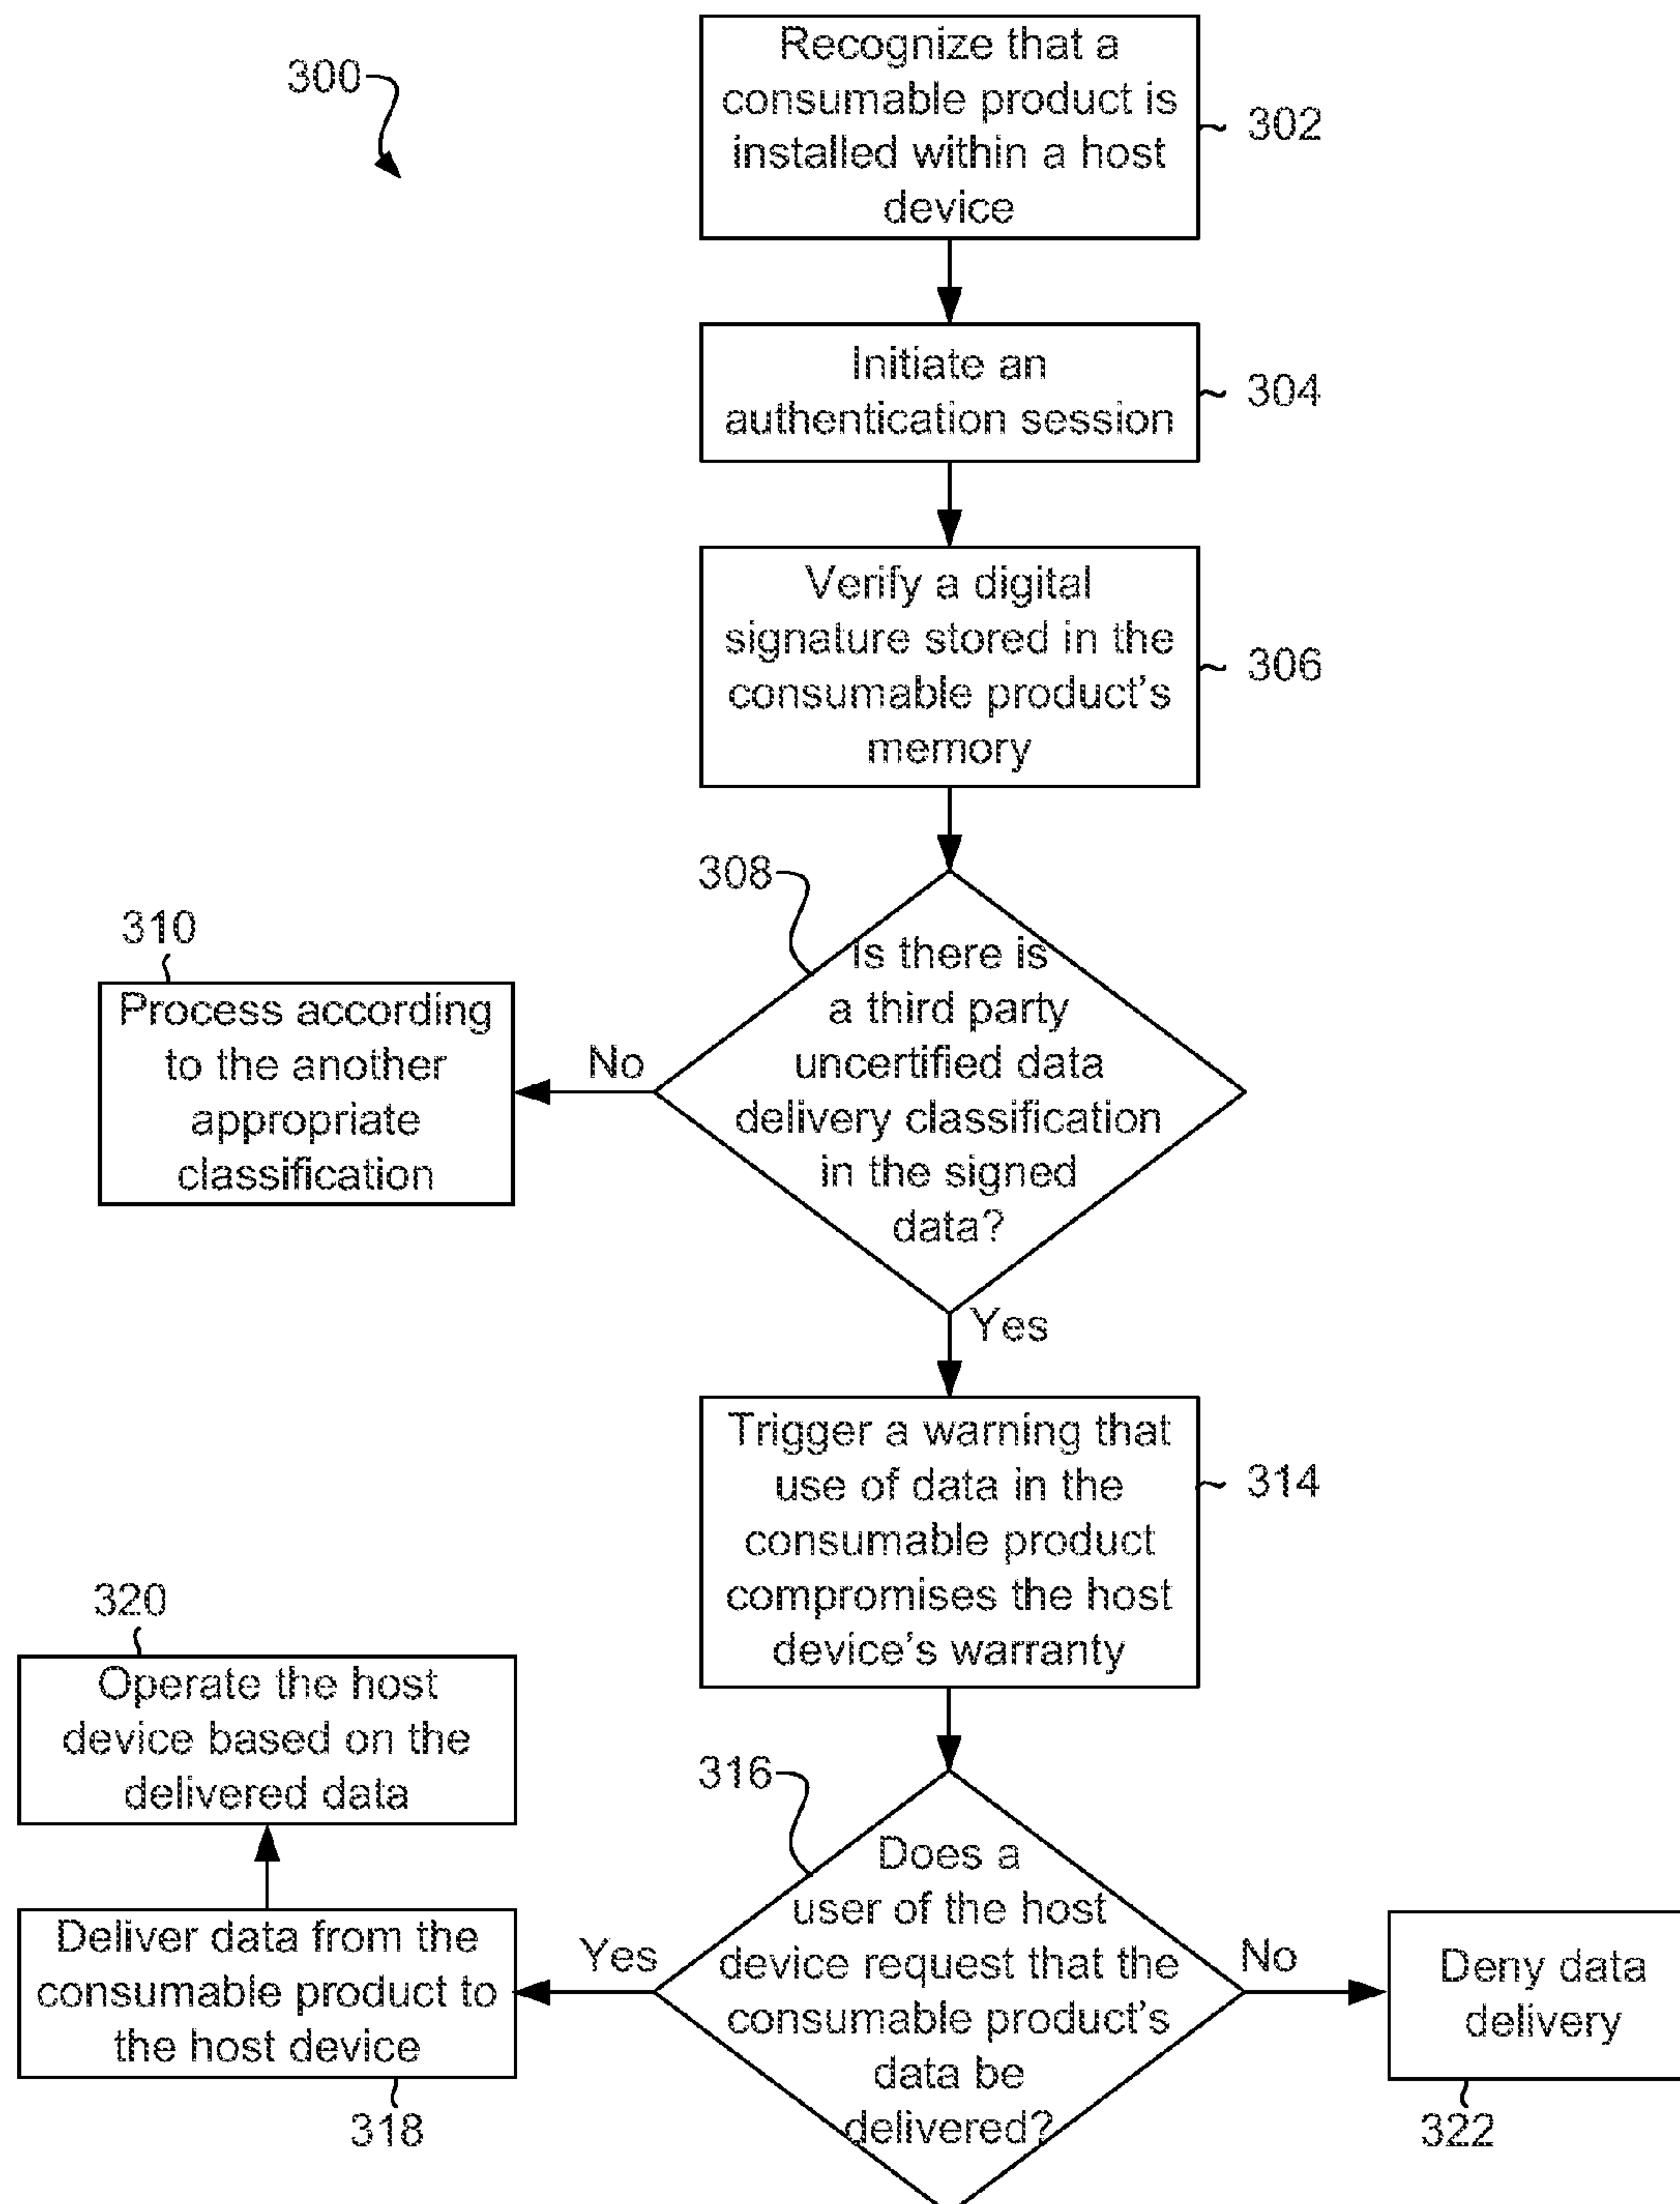 300
Recognize that a
consumable product is
installed within a host
device
302
Initiate an
authentication session
304
Verify a digital
signature stored in the
consumable product's
memory
306
308
Is there is
a third party
uncertified data
delivery classification
in the signed
data?
310
Process according
to the another
appropriate
classification
No
Yes
Trigger a warning that
use of data in the
consumable product
compromises the host
device's warranty
314
316
Does a
user of the host
device request that the
consumable product's
data be
delivered?
Yes
No
Deliver data from the
consumable product to
the host device
318
320
Operate the host
device based on the
delivered data
Deny data
delivery
322